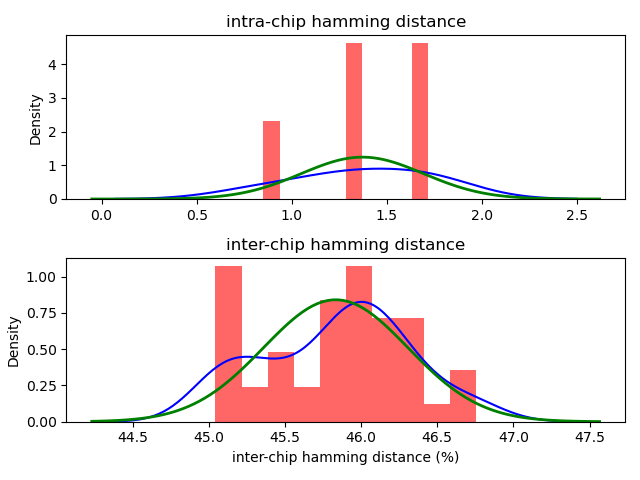 intra-chip hamming distance
Density
4
3
2
1
0
0.0 0.5 1.0 1.5 2.0 2.5
inter-chip hamming distance
Density
1.00
0.75
0.50
0.25
0.00
44.5 45.0 45.5 46.0 46.5 47.0 47.5
inter-chip hamming distance (%)